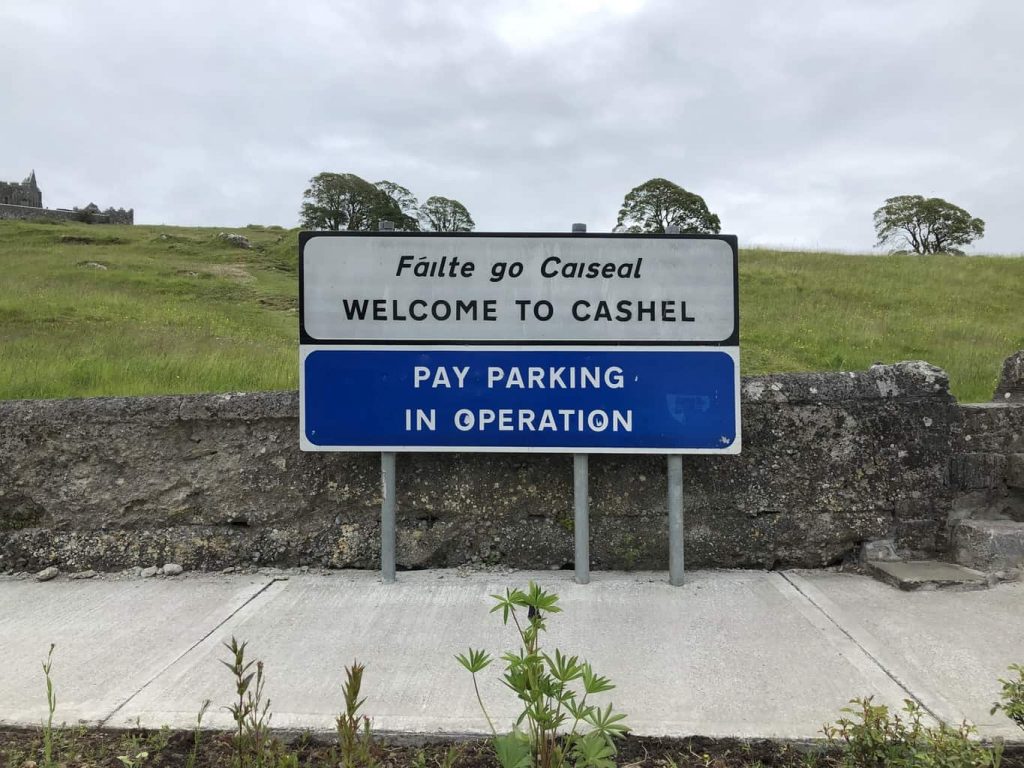 Fáilte go Caiseal
WELCOME TO CASHEL
PAY PARKING
IN OPERATION